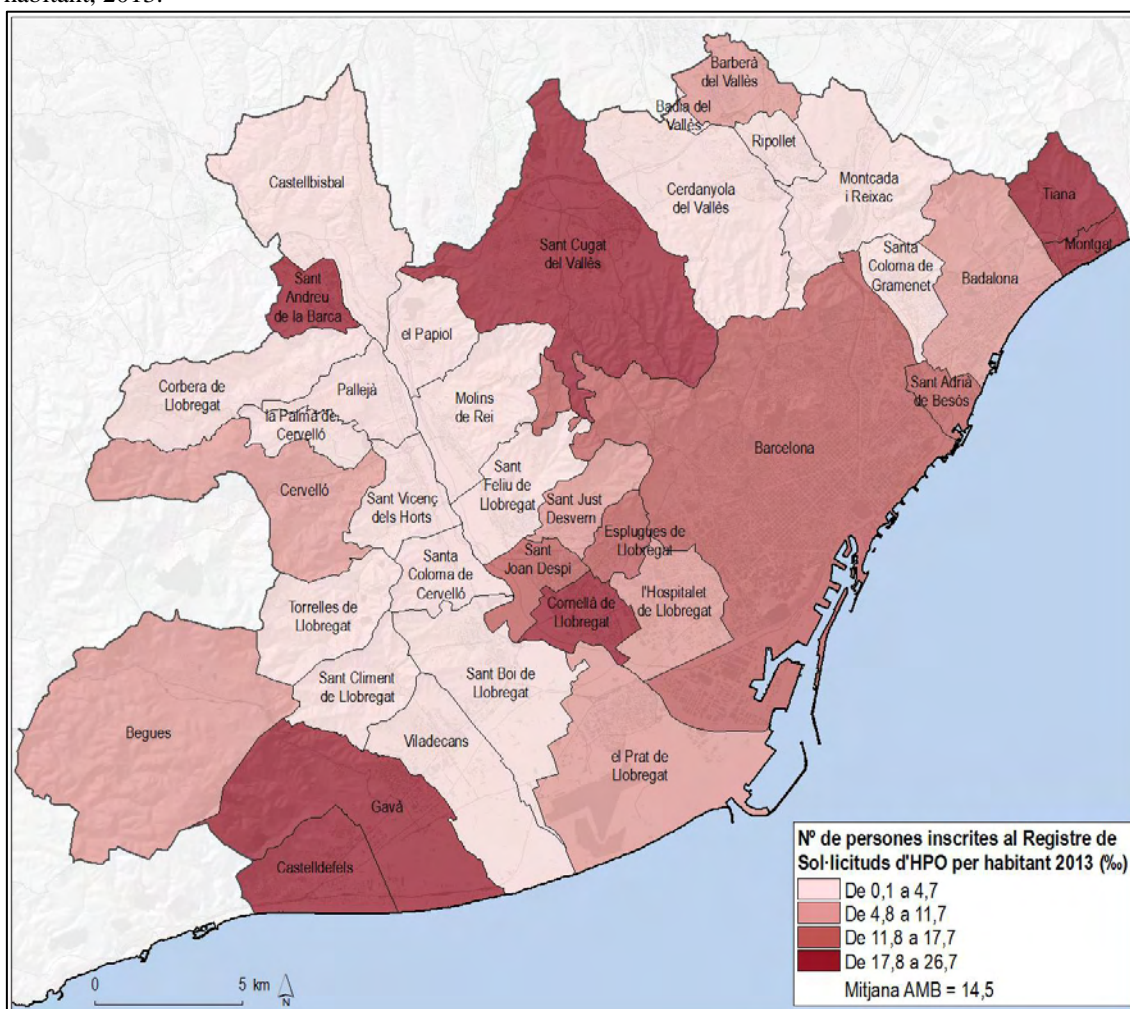 habitant, 2013.
Barberà
del Vallès
Badia del
Vallès
Ripollet
Castellbisbal
Cerdanyola
del Vallès
Montcada
i Reixac
Tiana
Sant Cugat
del Vallès
Montgat
Santa
Coloma de
Gramenet
Badalona
Sant
Andreu
de la Barca
el Papiol
Corbera de
Llobregat
Pallejà
Molins
de Rei
Sant Adrià
de Besòs
la Palma de
Cervelló
Barcelona
Cervelló
Sant
Feliu de
Llobregat
Sant Vicenç
dels Horts
Sant Just
Desvern
Esplugues de
Llobregat
Sant
Joan Despí
Santa
Coloma de
Cervelló
l'Hospitalet
de Llobregat
Cornellà de
Llobregat
Torrelles de
Llobregat
Sant Climent
de Llobregat
Sant Boi de
Llobregat
Begues
Viladecans
el Prat de
Llobregat
Gavà
Castelldefels
Nº de persones inscrites al Registre de
Sol·licituds d'HPO per habitant 2013 (‰)
De 0,1 a 4,7
De 4,8 a 11,7
De 11,8 a 17,7
De 17,8 a 26,7
Mitjana AMB = 14,5
0 5 km
N